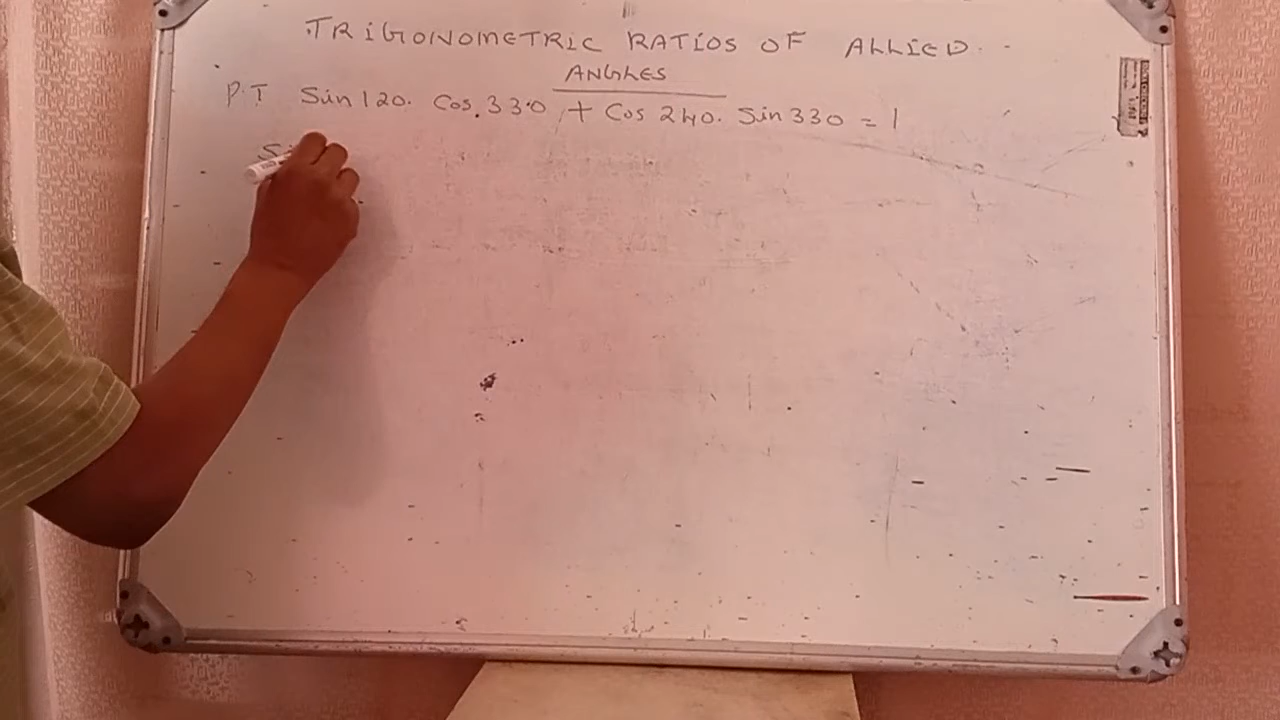 TRIGONOMETRIC RATIOS OF ALLIED
ANGLES
P.T Sin 120. Cos.330 + Cos 240. Sin 330 = 1